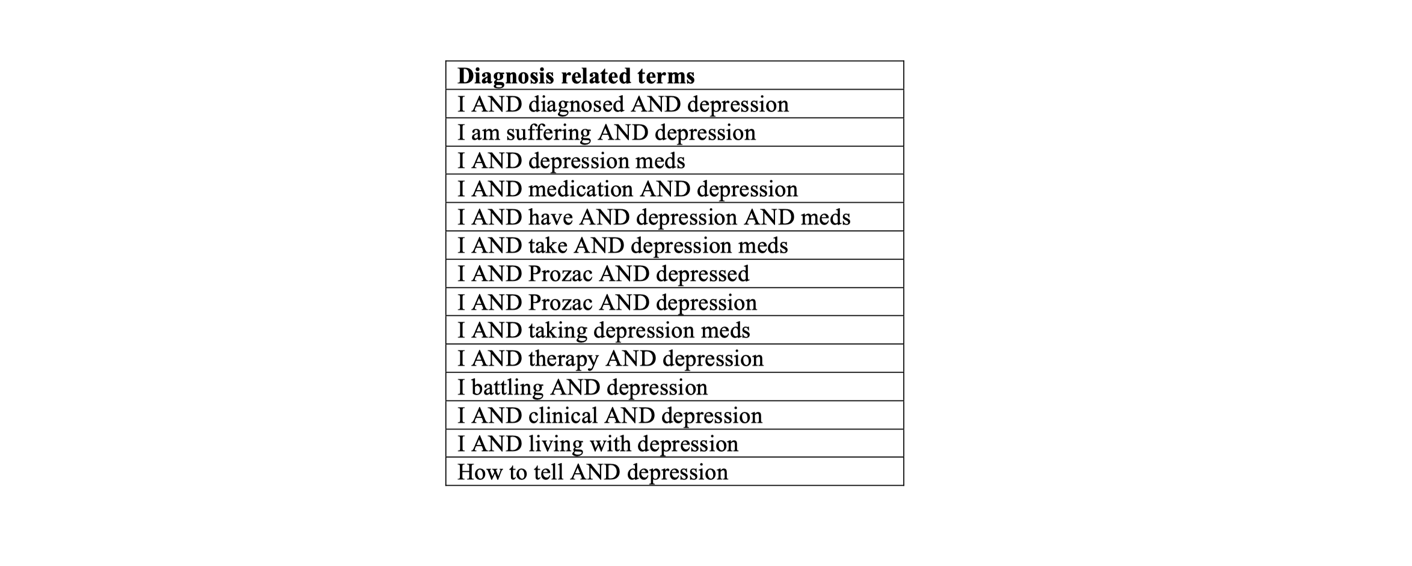 Diagnosis related terms
I AND diagnosed AND depression
I am suffering AND depression
I AND depression meds
I AND medication AND depression
I AND have AND depression AND meds
I AND take AND depression meds
I AND Prozac AND depressed
I AND Prozac AND depression
I AND taking depression meds
I AND therapy AND depression
I battling AND depression
I AND clinical AND depression
I AND living with depression
How to tell AND depression